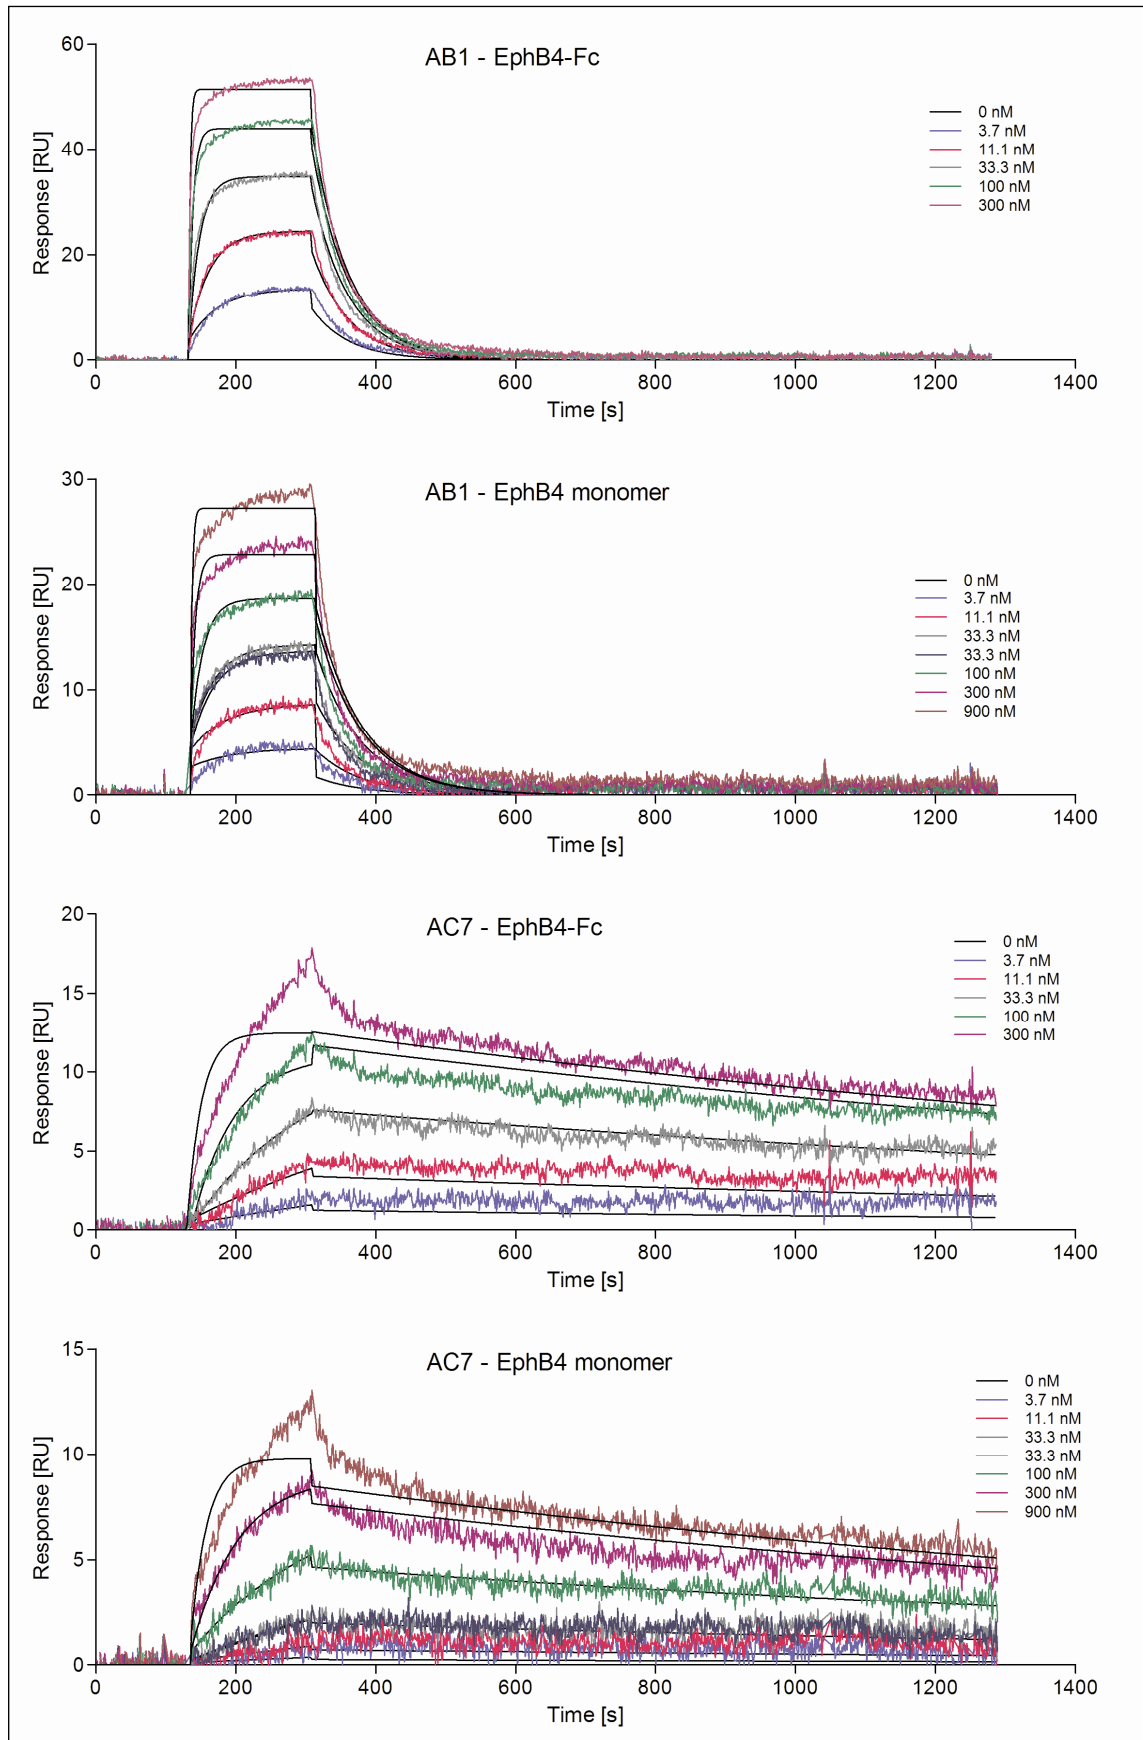 AB1 - EphB4-Fc
60
40
20
0
Response [RU]
0 nM
3.7 nM
11.1 nM
33.3 nM
100 nM
300 nM
0 200 400 600 800 1000 1200 1400
Time [s]
AB1 - EphB4 monomer
30
20
10
0
Response [RU]
0 nM
3.7 nM
11.1 nM
33.3 nM
33.3 nM
100 nM
300 nM
900 nM
0 200 400 600 800 1000 1200 1400
Time [s]
AC7 - EphB4-Fc
20
15
10
5
0
Response [RU]
0 nM
3.7 nM
11.1 nM
33.3 nM
100 nM
300 nM
0 200 400 600 800 1000 1200 1400
Time [s]
AC7 - EphB4 monomer
15
10
5
0
Response [RU]
0 nM
3.7 nM
11.1 nM
33.3 nM
33.3 nM
100 nM
300 nM
900 nM
0 200 400 600 800 1000 1200 1400
Time [s]